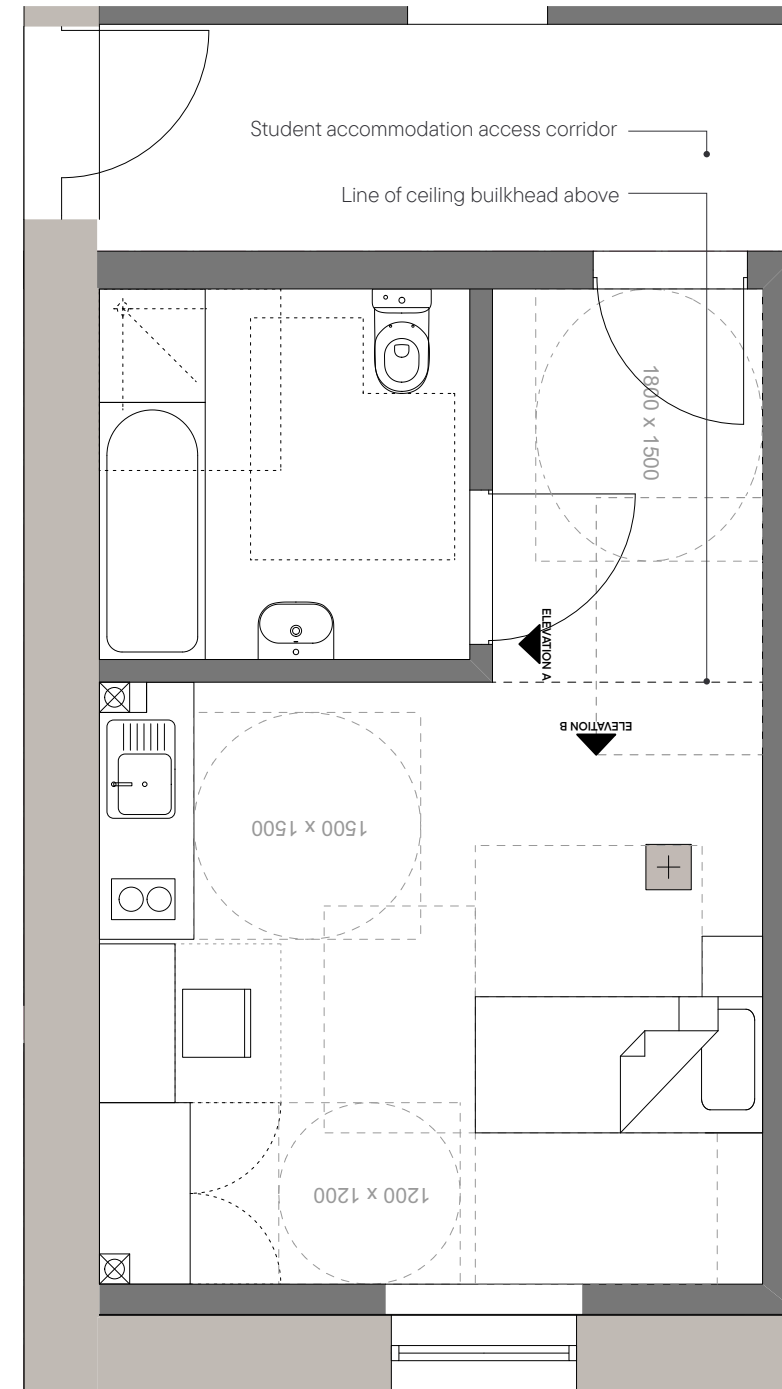 Student accommodation access corridor
Line of ceiling builkhead above
1800 x 1500
ELEVATION A
ELEVATION B
1500 x 1500
1200 x 1200